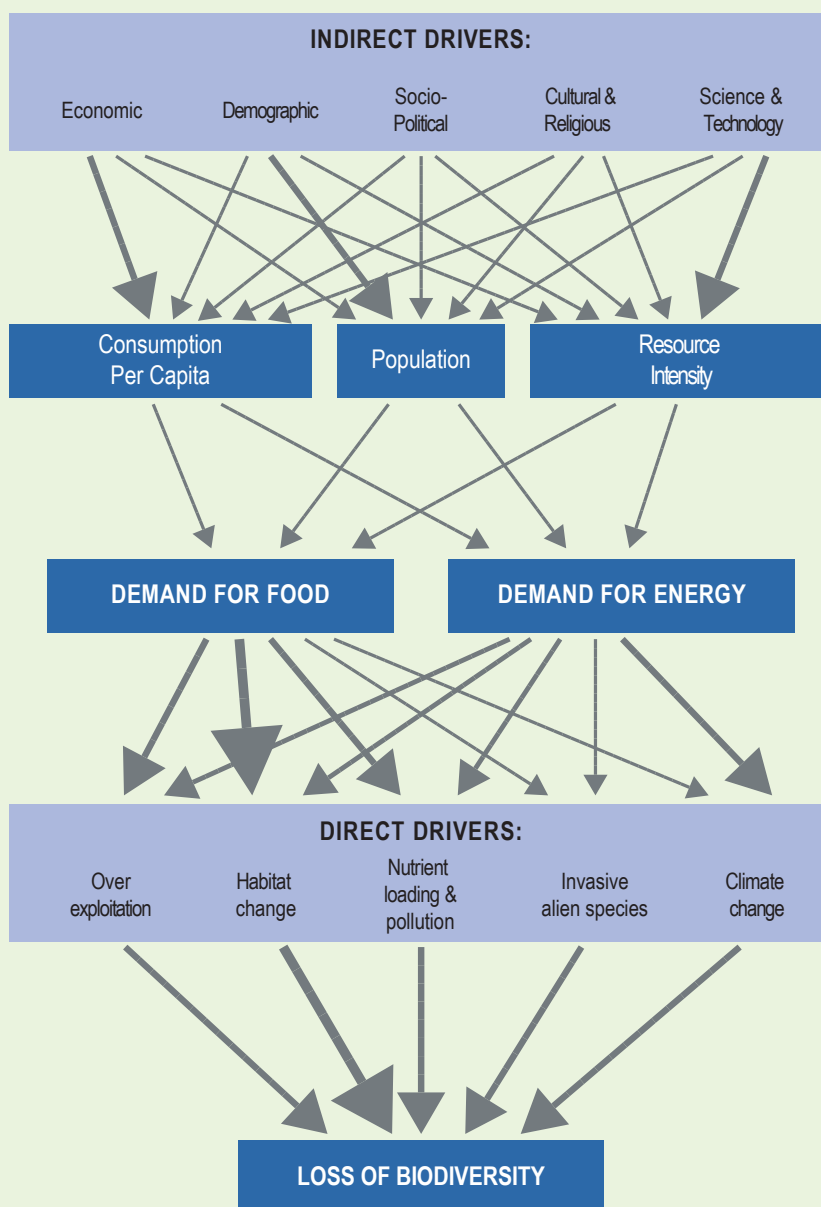 INDIRECT DRIVERS:
Economic
Demographic
Socio-
Political
Cultural &
Religious
Science &
Technology
Consumption
Per Capita
Population
Resource
Intensity
DEMAND FOR FOOD
DEMAND FOR ENERGY
DIRECT DRIVERS:
Over
exploitation
Habitat
change
Nutrient
loading &
pollution
Invasive
alien species
Climate
change
LOSS OF BIODIVERSITY